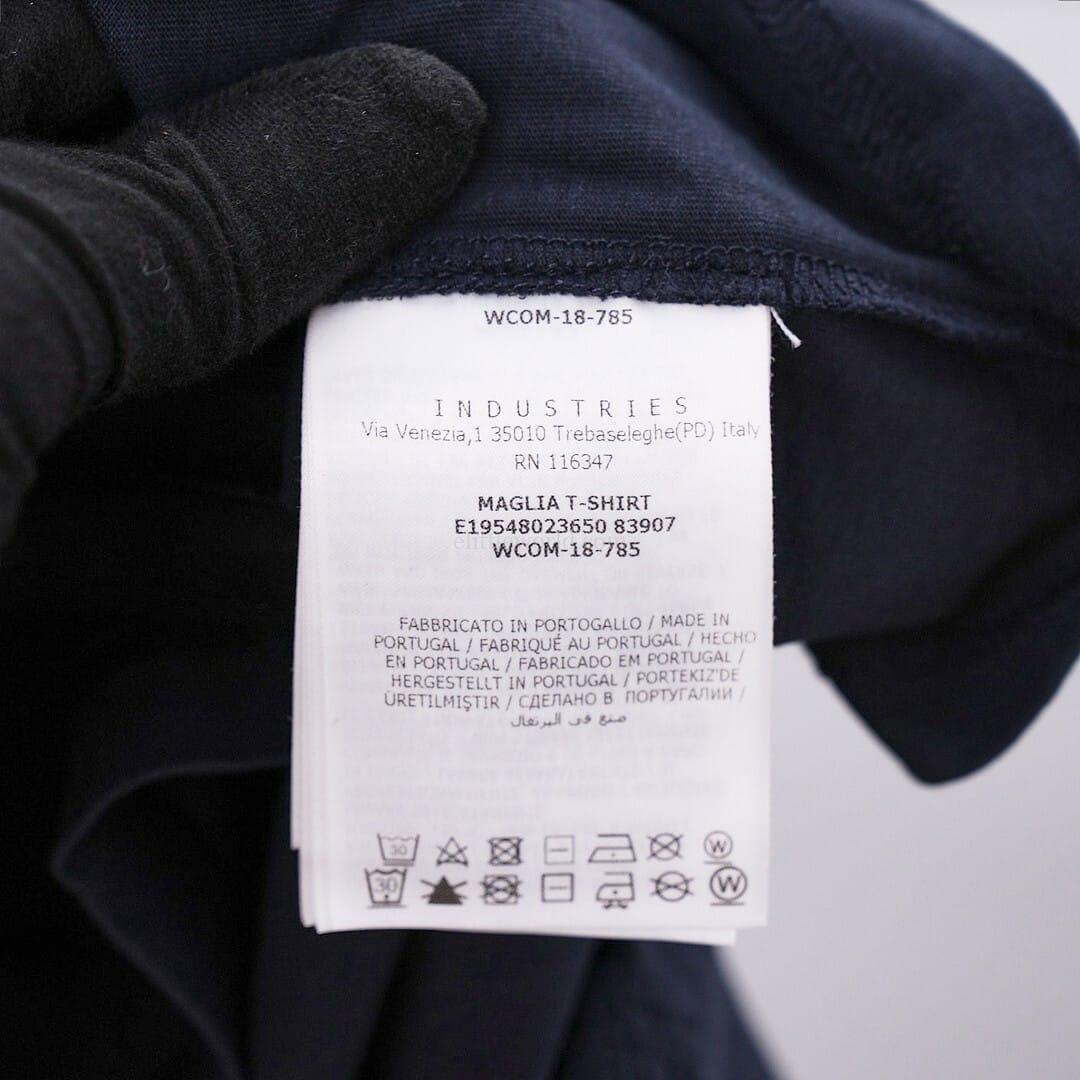 WCOM-18-785
INDUSTRIES
Via Venezia,1 35010 Trebaseleghe(PD) Italy
RN 116347
MAGLIA T-SHIRT
E19548023650 83907
WCOM-18-785
FABBRICATO IN PORTOGALLO / MADE IN
PORTUGAL / FABRIQUÉ AU PORTUGAL / HECHO
EN PORTUGAL / FABRICADO EM PORTUGAL /
HERGESTELLT IN PORTUGAL / PORTEKIZ'DE
ÜRETILMIŞTIR / СДЕЛАНО В ПОРТУГАЛИИ /
صنع في البرتغال
30 W
30 W